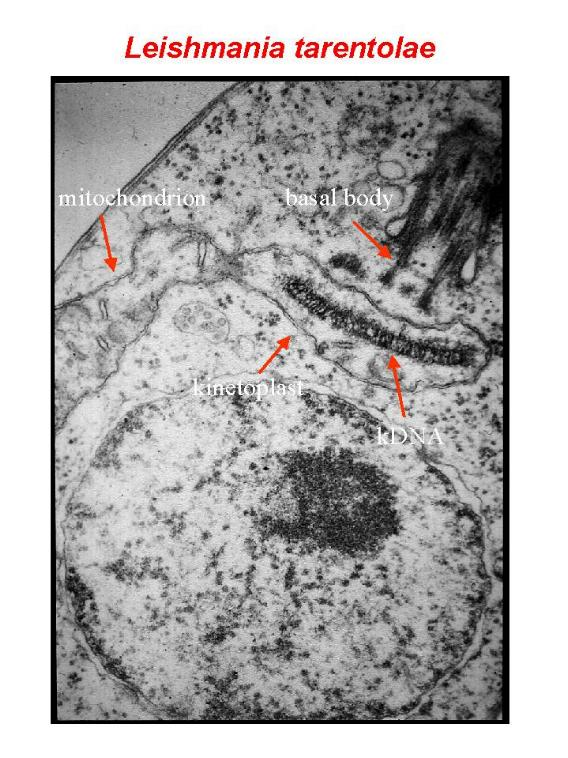 Leishmania tarentolae
mitochondrion
basal body
kinetoplast
kDNA